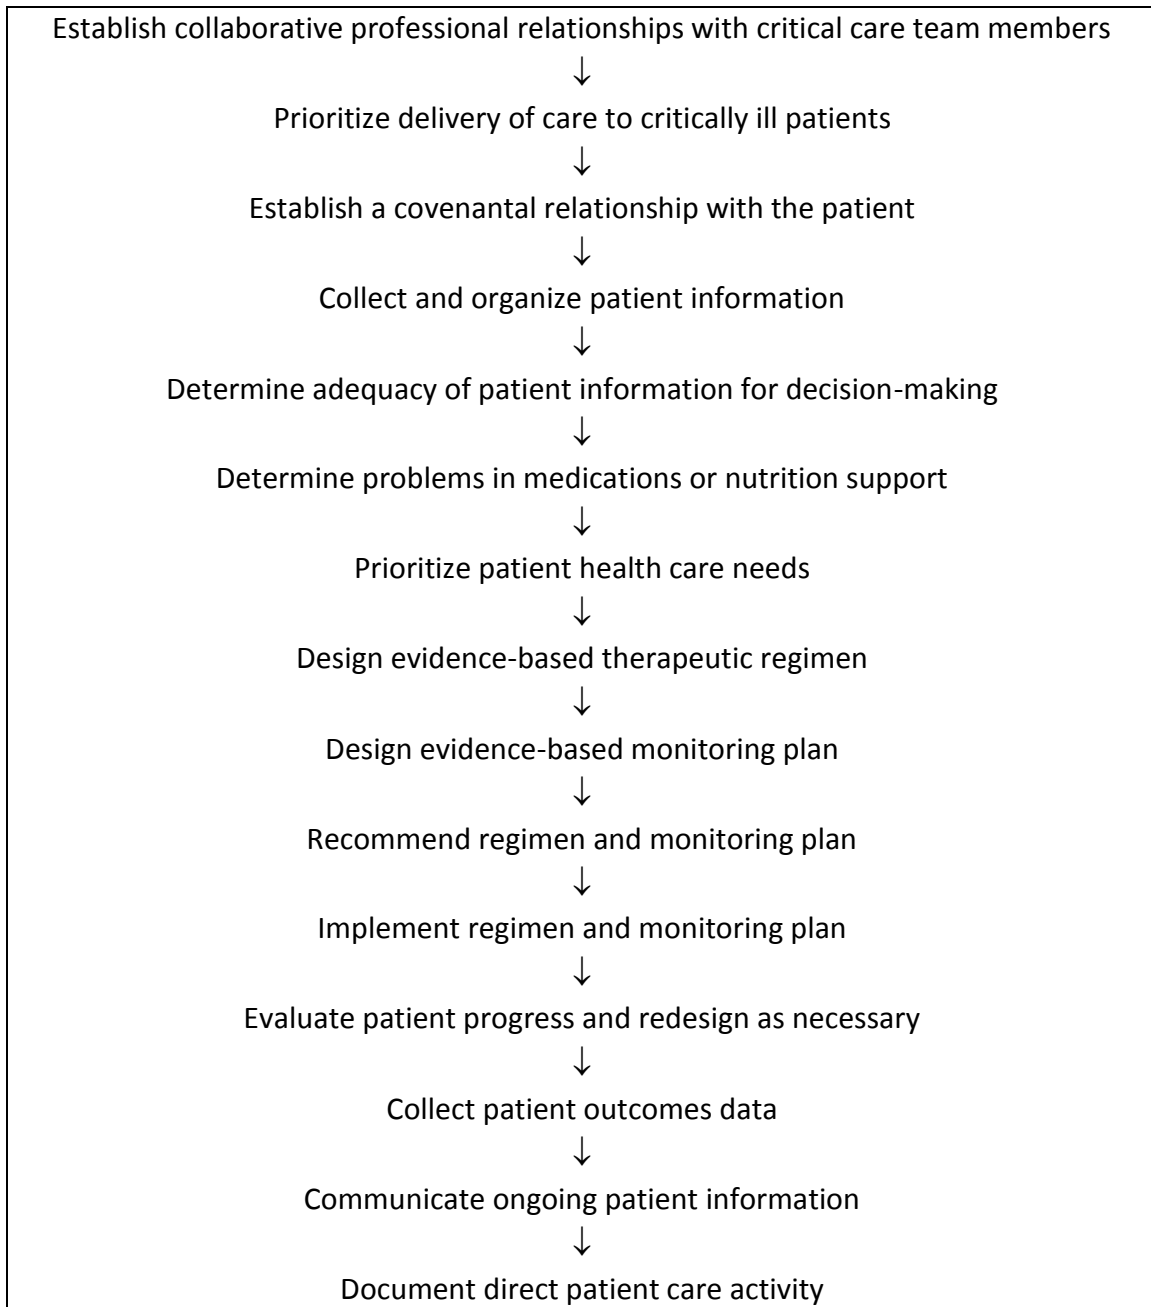 Establish collaborative professional relationships with critical care team members
↓
Prioritize delivery of care to critically ill patients
↓
Establish a covenantal relationship with the patient
↓
Collect and organize patient information
↓
Determine adequacy of patient information for decision-making
↓
Determine problems in medications or nutrition support
↓
Prioritize patient health care needs
↓
Design evidence-based therapeutic regimen
↓
Design evidence-based monitoring plan
↓
Recommend regimen and monitoring plan
↓
Implement regimen and monitoring plan
↓
Evaluate patient progress and redesign as necessary
↓
Collect patient outcomes data
↓
Communicate ongoing patient information
↓
Document direct patient care activity